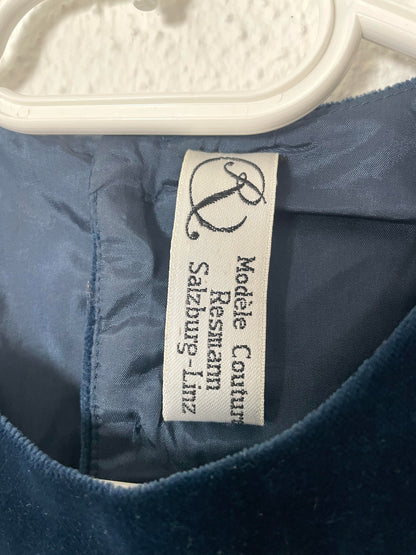 R
Modèle Couture
Resmann
Salzburg-Linz